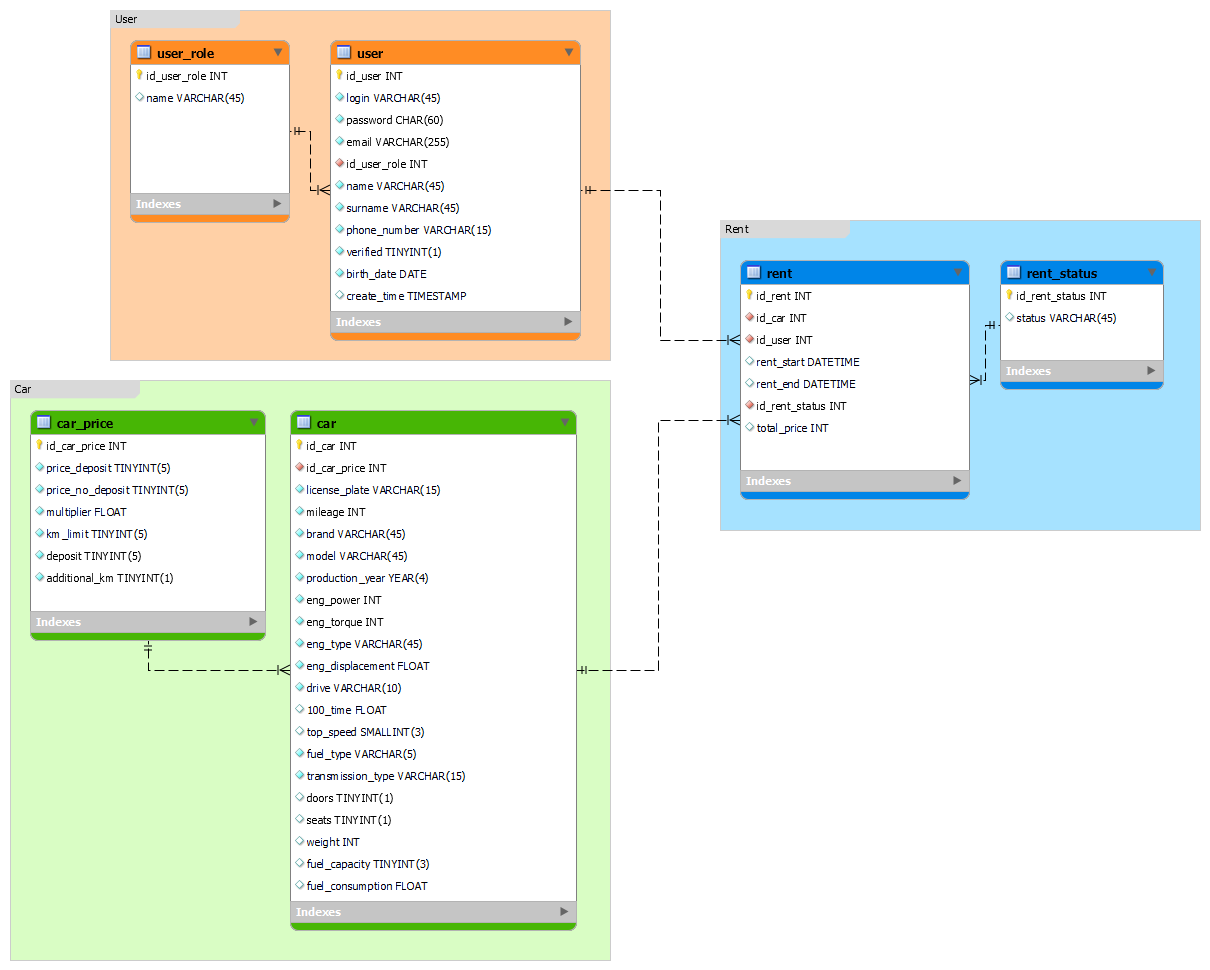 User
user_role
id_user_role INT
name VARCHAR(45)
Indexes
user
id_user INT
login VARCHAR(45)
password CHAR(60)
email VARCHAR(255)
id_user_role INT
name VARCHAR(45)
surname VARCHAR(45)
phone_number VARCHAR(15)
verified TINYINT(1)
birth_date DATE
create_time TIMESTAMP
Indexes
Rent
rent
id_rent INT
id_car INT
id_user INT
rent_start DATETIME
rent_end DATETIME
id_rent_status INT
total_price INT
Indexes
rent_status
id_rent_status INT
status VARCHAR(45)
Indexes
Car
car_price
id_car_price INT
price_deposit TINYINT(5)
price_no_deposit TINYINT(5)
multiplier FLOAT
km_limit TINYINT(5)
deposit TINYINT(5)
additional_km TINYINT(1)
Indexes
car
id_car INT
id_car_price INT
license_plate VARCHAR(15)
mileage INT
brand VARCHAR(45)
model VARCHAR(45)
production_year YEAR(4)
eng_power INT
eng_torque INT
eng_type VARCHAR(45)
eng_displacement FLOAT
drive VARCHAR(10)
100_time FLOAT
top_speed SMALLINT(3)
fuel_type VARCHAR(5)
transmission_type VARCHAR(15)
doors TINYINT(1)
seats TINYINT(1)
weight INT
fuel_capacity TINYINT(3)
fuel_consumption FLOAT
Indexes